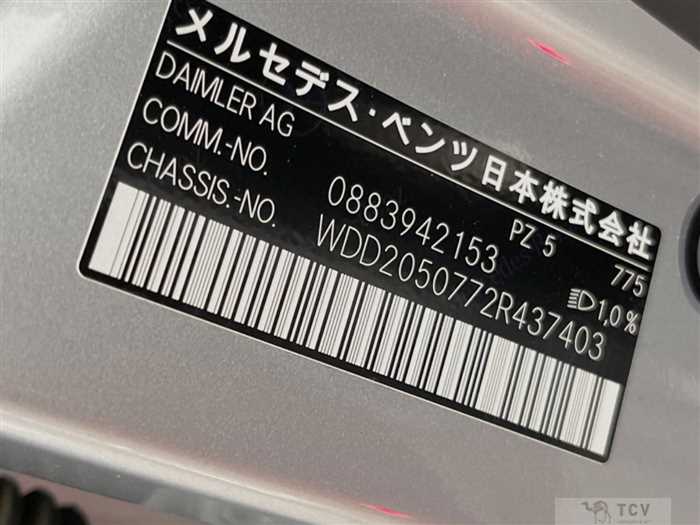 メルセデス・ベンツ日本株式会社
DAIMLER AG
COMM.-NO. 0883942153 PZ 5 775
CHASSIS.-NO. WDD2050772R437403 1,0%
TCV